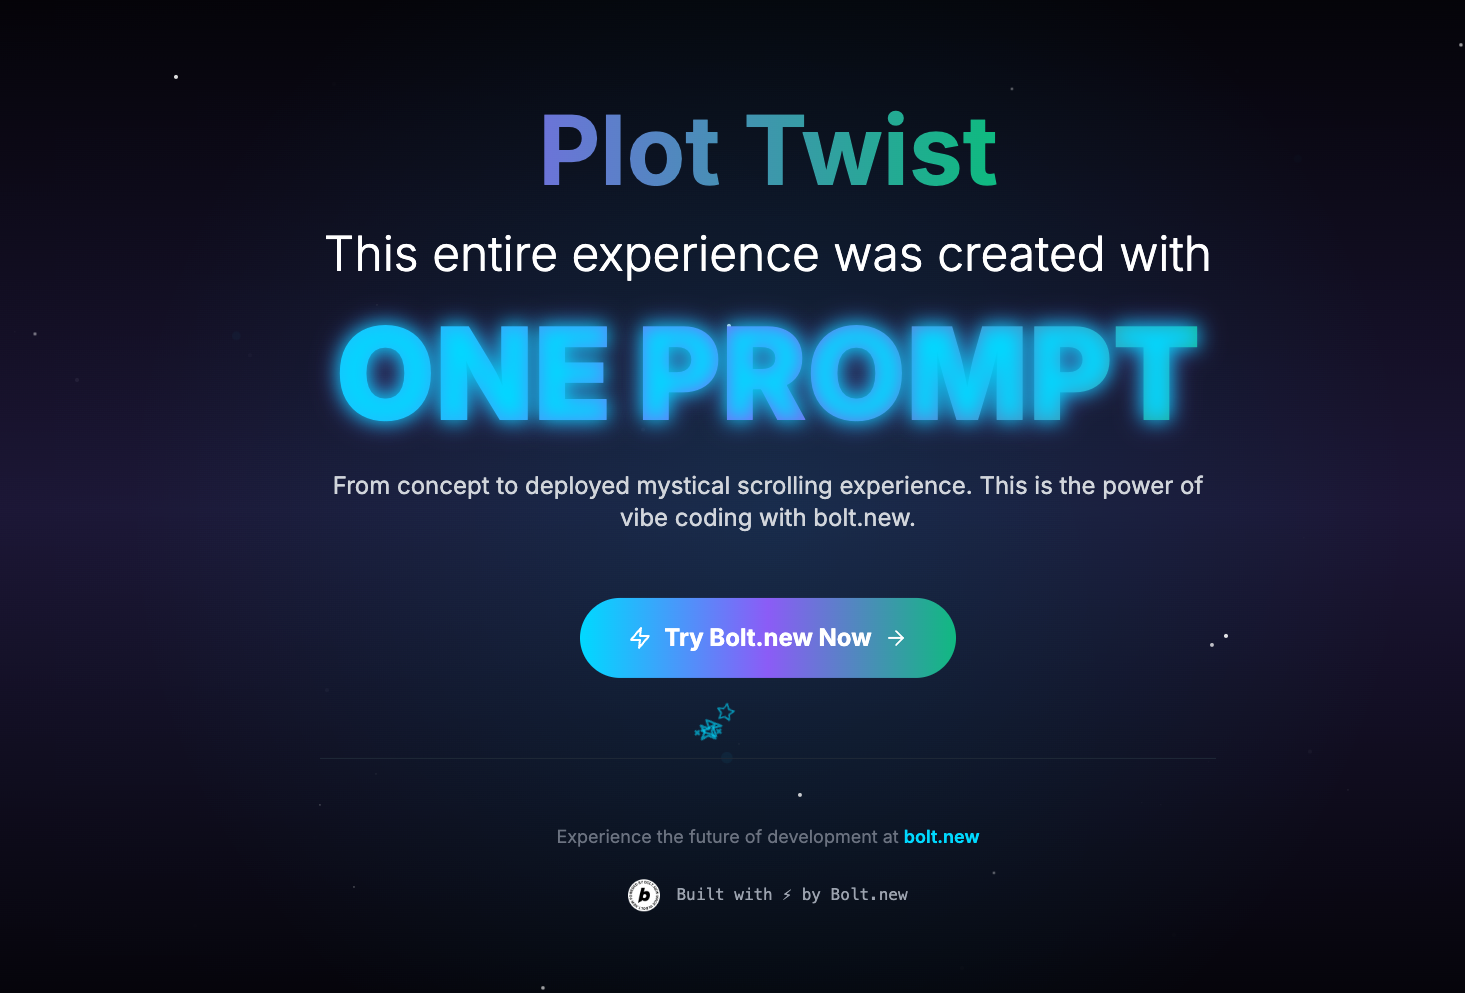 Plot Twist
This entire experience was created with
ONE PROMPT
From concept to deployed mystical scrolling experience. This is the power of
vibe coding with bolt.new.
Try Bolt.new Now →
Experience the future of development at bolt.new
b
Built with ⚡ by Bolt.new